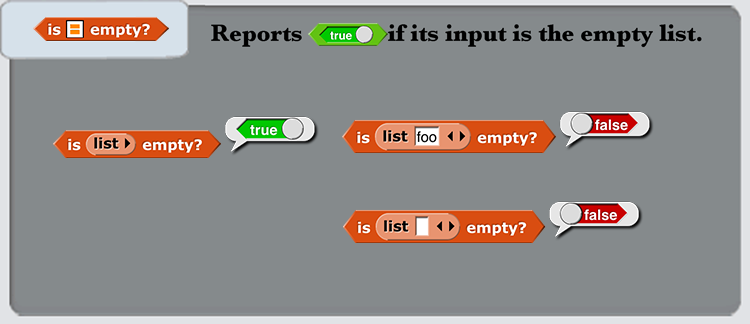 is empty?
Reports true if its input is the empty list.
is list empty? true
is list foo empty? false
is list empty? false